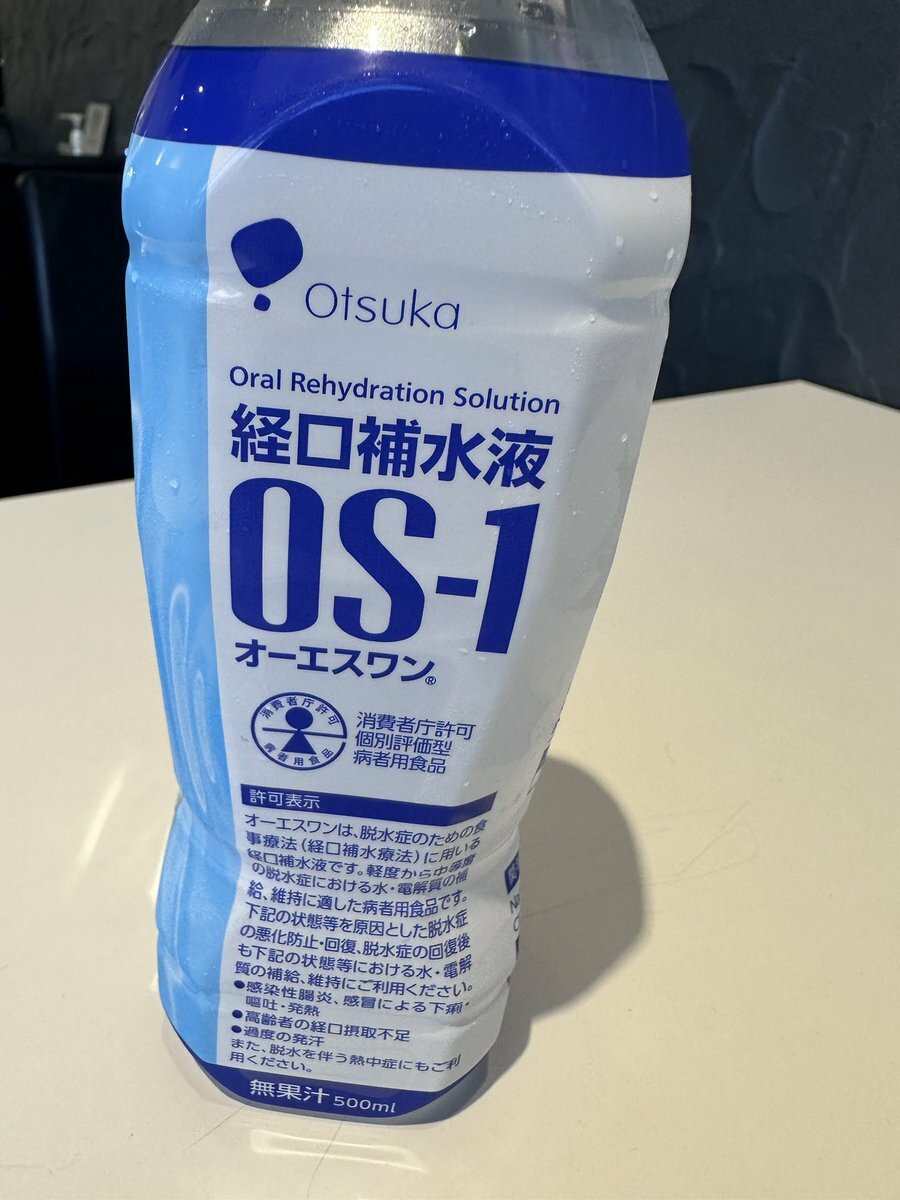 Otsuka
Oral Rehydration Solution
経口補水液
OS-1
オーエスワン®
消費者庁許可
病者用食品
消費者庁許可
個別評価型
病者用食品
許可表示
オーエスワンは、脱水症のための食
事療法(経口補水療法)に用いる
経口補水液です。軽度から中等度
の脱水症における水・電解質の補
給、維持に適した病者用食品です。
下記の状態等を原因とした脱水症
の悪化防止・回復、脱水症の回復後
も下記の状態等における水・電解
質の補給、維持にご利用ください。
●感染性腸炎、感冒による下痢・
嘔吐・発熱
●高齢者の経口摂取不足
●過度の発汗
また、脱水を伴う熱中症にもご利
用ください。
無果汁 500ml